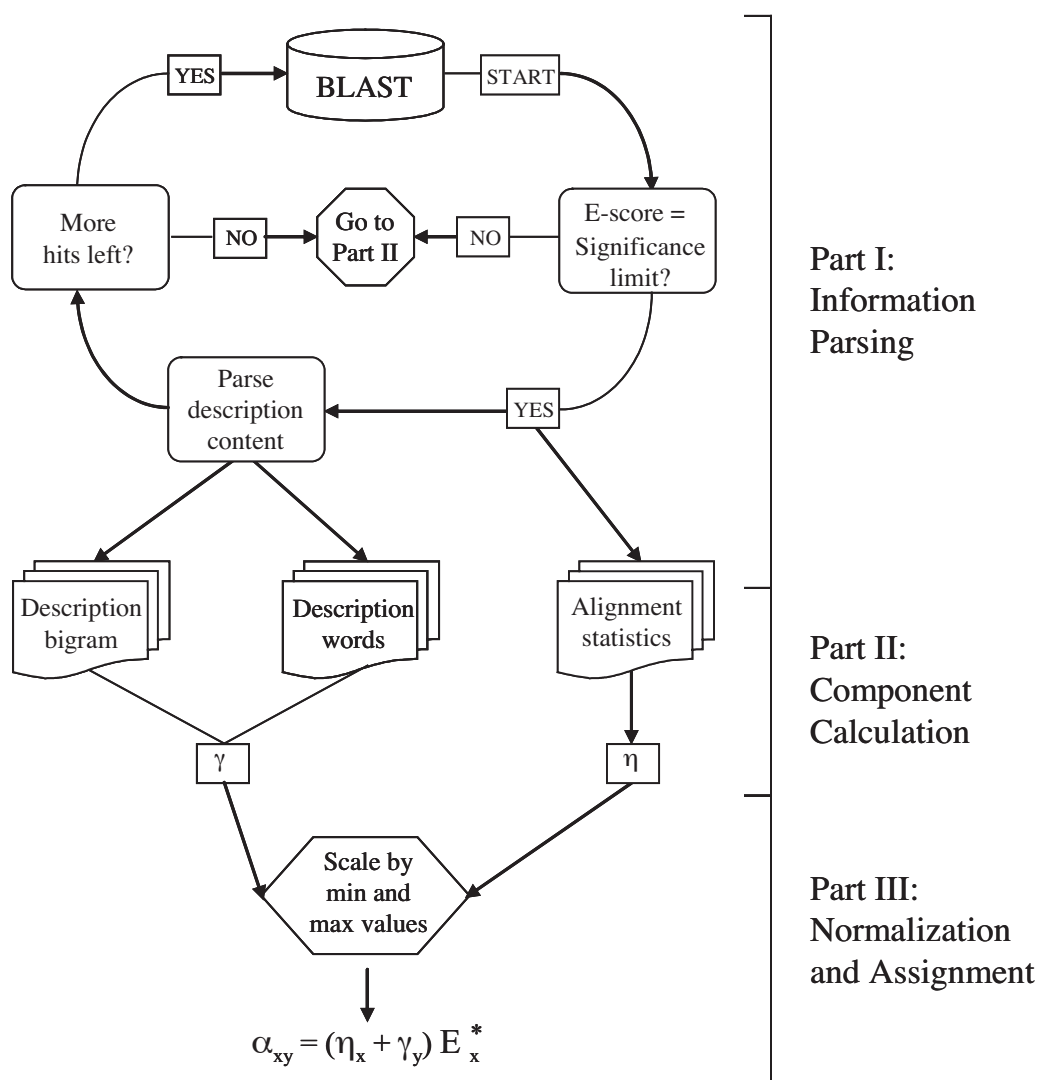 YES
BLAST
START
More
hits left?
NO
Go to
Part II
NO
E-score =
Significance
limit?
Part I:
Information
Parsing
Parse
description
content
YES
Description
bigram
Description
words
Alignment
statistics
Part II:
Component
Calculation
γ
η
Scale by
min and
max values
Part III:
Normalization
and Assignment
α_xy = (η_x + γ_y) E_x^*